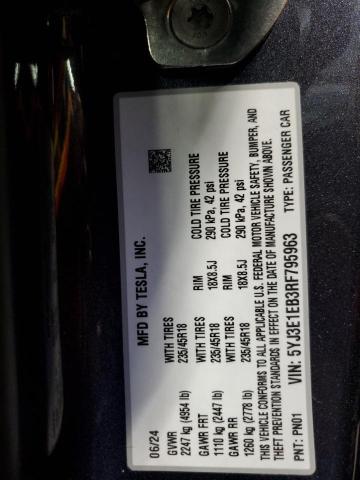 MFD BY TESLA, INC.
06/24
GVWR WITH TIRES RIM COLD TIRE PRESSURE
2247 kg (4954 lb) 235/45R18 18X8.5J 290 kPa, 42 psi
GAWR FRT WITH TIRES RIM COLD TIRE PRESSURE
1110 kg (2447 lb) 235/45R18 18X8.5J 290 kPa, 42 psi
GAWR RR
1260 kg (2778 lb)
THIS VEHICLE CONFORMS TO ALL APPLICABLE U.S. FEDERAL MOTOR VEHICLE SAFETY, BUMPER, AND
THEFT PREVENTION STANDARDS IN EFFECT ON THE DATE OF MANUFACTURE SHOWN ABOVE.
VIN: 5YJ3E1EB3RF795963 TYPE: PASSENGER CAR
PNT: PN01